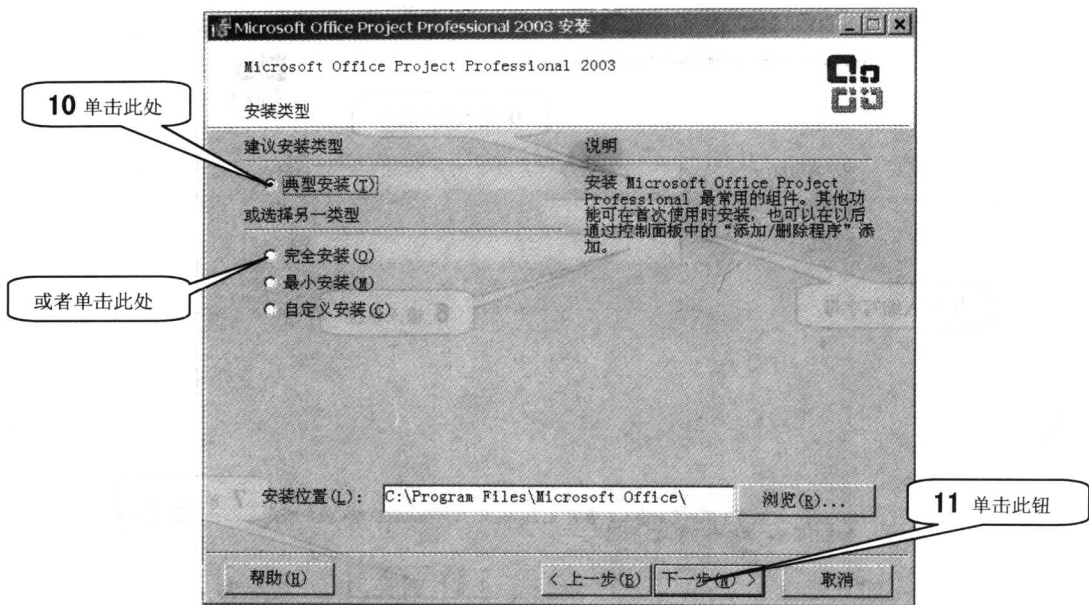 Microsoft Office Project Professional 2003 安装
Microsoft Office Project Professional 2003
安装类型
10 单击此处
建议安装类型
典型安装(T)
或选择另一类型
完全安装(O)
最小安装(M)
自定义安装(C)
或者单击此处
说明
安装 Microsoft Office Project
Professional 最常用的组件。其他功
能可在首次使用时安装，也可以在以后
通过控制面板中的“添加/删除程序”添
加。
安装位置(L):
C:\Program Files\Microsoft Office\
浏览(R)...
11 单击此钮
帮助(H)
< 上一步(B)
下一步(N) >
取消